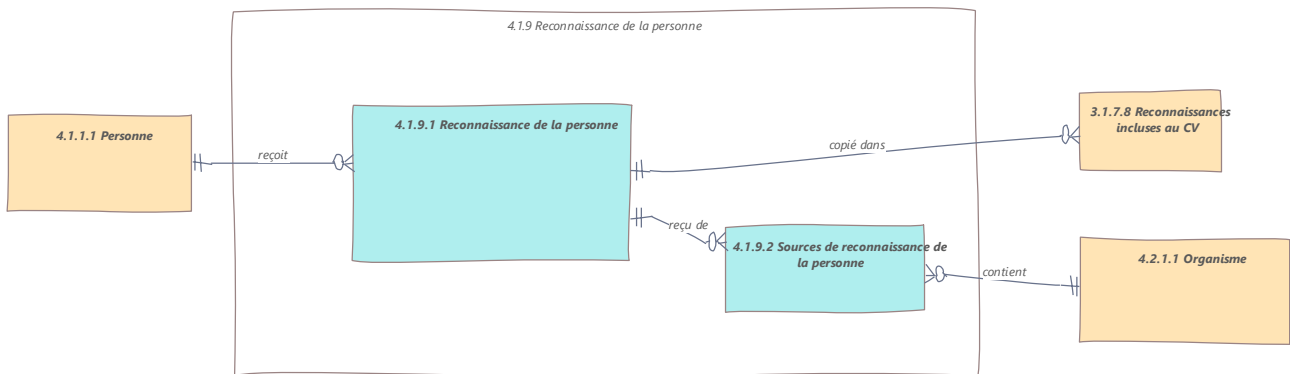 4.1.9 Reconnaissance de la personne
4.1.1.1 Personne
reçoit
4.1.9.1 Reconnaissance de la personne
copié dans
3.1.7.8 Reconnaissances
incluses au CV
reçu de
4.1.9.2 Sources de reconnaissance de
la personne
contient
4.2.1.1 Organisme